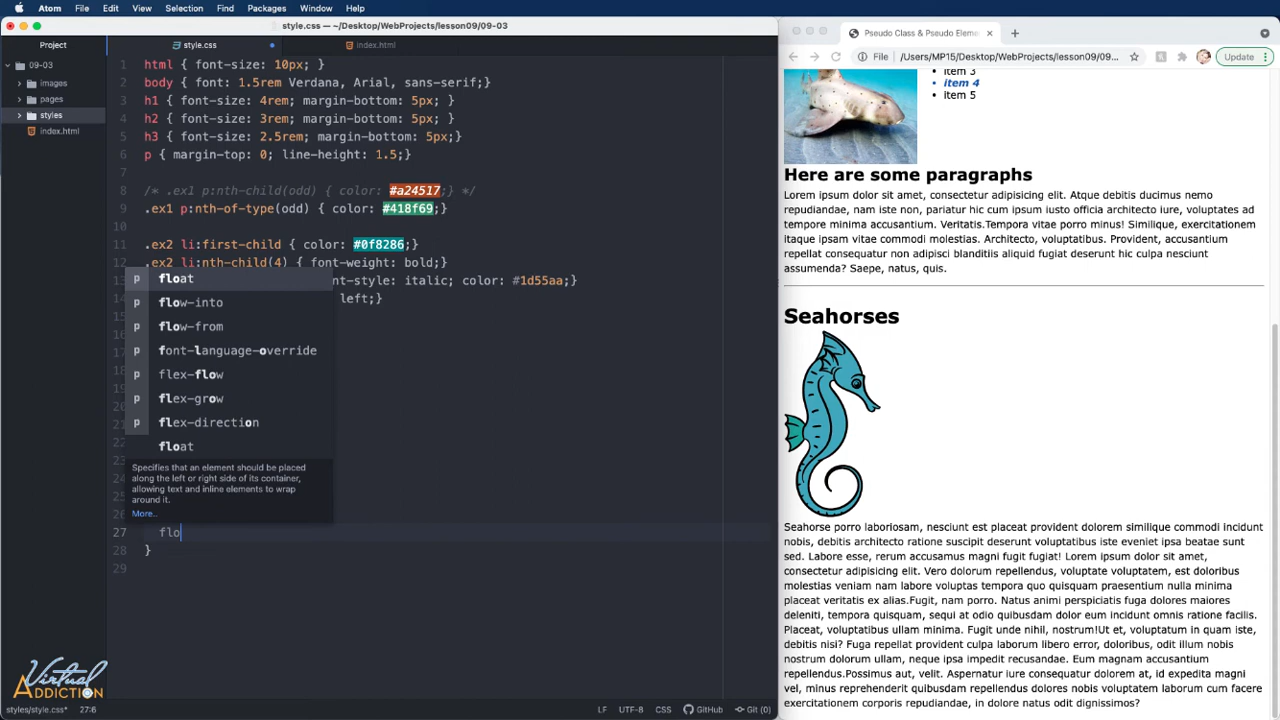 Atom File Edit View Selection Find Packages Window Help
style.css — ~/Desktop/WebProjects/lesson09/09-03
Project
style.css
index.html
09-03
images
pages
styles
index.html
1 html { font-size: 10px; }
2 body { font: 1.5rem Verdana, Arial, sans-serif;}
3 h1 { font-size: 4rem; margin-bottom: 5px; }
4 h2 { font-size: 3rem; margin-bottom: 5px; }
5 h3 { font-size: 2.5rem; margin-bottom: 5px;}
6 p { margin-top: 0; line-height: 1.5;}
7
8 /* .ex1 p:nth-child(odd) { color: #a24517;} */
9 .ex1 p:nth-of-type(odd) { color: #418f69;}
10
11 .ex2 li:first-child { color: #0f8286;}
12 .ex2 li:nth-child(4) { font-weight: bold;}
nt-style: italic; color: #1d55aa;}
left;}
p float
p flow-into
p flow-from
p font-language-override
p flex-flow
p flex-grow
p flex-direction
float
Specifies that an element should be placed
along the left or right side of its container,
allowing text and inline elements to wrap
around it.
More..
27 flo
28 }
29
Virtual
Addiction
styles/style.css* 27:6
LF UTF-8 CSS GitHub Git (0)
Pseudo Class & Pseudo Eleme
File /Users/MP15/Desktop/WebProjects/lesson09/09-03...
Update
item 3
item 4
item 5
Here are some paragraphs
Lorem ipsum dolor sit amet, consectetur adipisicing elit. Atque debitis ducimus nemo
repudiandae, nam iste non, pariatur hic cum ipsum iusto officia architecto iure, voluptates ad
tempora minima accusantium. Veritatis.Tempora vitae porro minus! Similique, exercitationem
itaque ipsum vitae commodi molestias. Architecto, voluptatibus. Provident, accusantium
repellat consequatur non adipisci blanditiis aliquid fugiat deserunt hic consectetur
assumenda? Saepe, natus, quis.
Seahorses
Seahorse porro laboriosam, nesciunt est placeat provident dolorem similique commodi incidunt
nobis, debitis architecto ratione suscipit deserunt voluptatibus iste eveniet ipsa beatae sunt
sed. Labore esse, rerum accusamus magni fugit fugiat! Lorem ipsum dolor sit amet,
consectetur adipisicing elit. Vero dolorum repellendus, voluptate voluptatem, est doloribus
molestias veniam nam labore voluptas tempora quo quisquam praesentium nulla minima
placeat veritatis ex alias.Fugit, nam porro. Natus animi perspiciatis fuga dolores maiores
deleniti, tempora quisquam, sequi at odio quibusdam dolor eum incidunt omnis ratione facilis.
Placeat, voluptatibus ullam minima. Fugit unde nihil, nostrum!Ut et, voluptatum in quam iste,
debitis nisi? Fuga repellat provident culpa laborum libero error, doloribus, odit illum nobis
nostrum dolorum ullam, neque ipsa impedit recusandae. Eum magnam accusantium
repellendus.Possimus aut, velit. Aspernatur iure consequatur dolorem at, id expedita magni
vel, minus reprehenderit quibusdam repellendus dolores nobis voluptatem laborum cum facere
exercitationem corporis repudiandae, in dolore natus odit dignissimos?